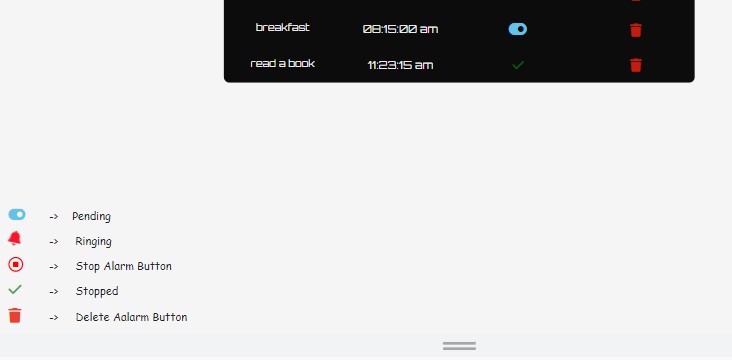 breakfast 08:15:00 am
read a book 11:23:15 am
-> Pending
-> Ringing
-> Stop Alarm Button
-> Stopped
-> Delete Aalarm Button